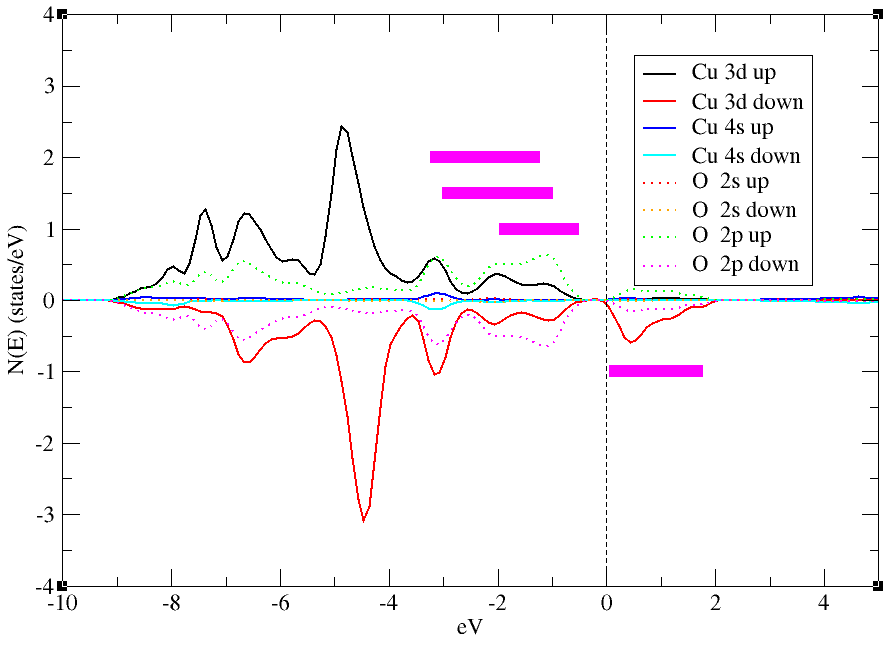 4
3
2
1
0
-1
-2
-3
-4
N(E) (states/eV)
Cu 3d up
Cu 3d down
Cu 4s up
Cu 4s down
O 2s up
O 2s down
O 2p up
O 2p down
-10 -8 -6 -4 -2 0 2 4
eV